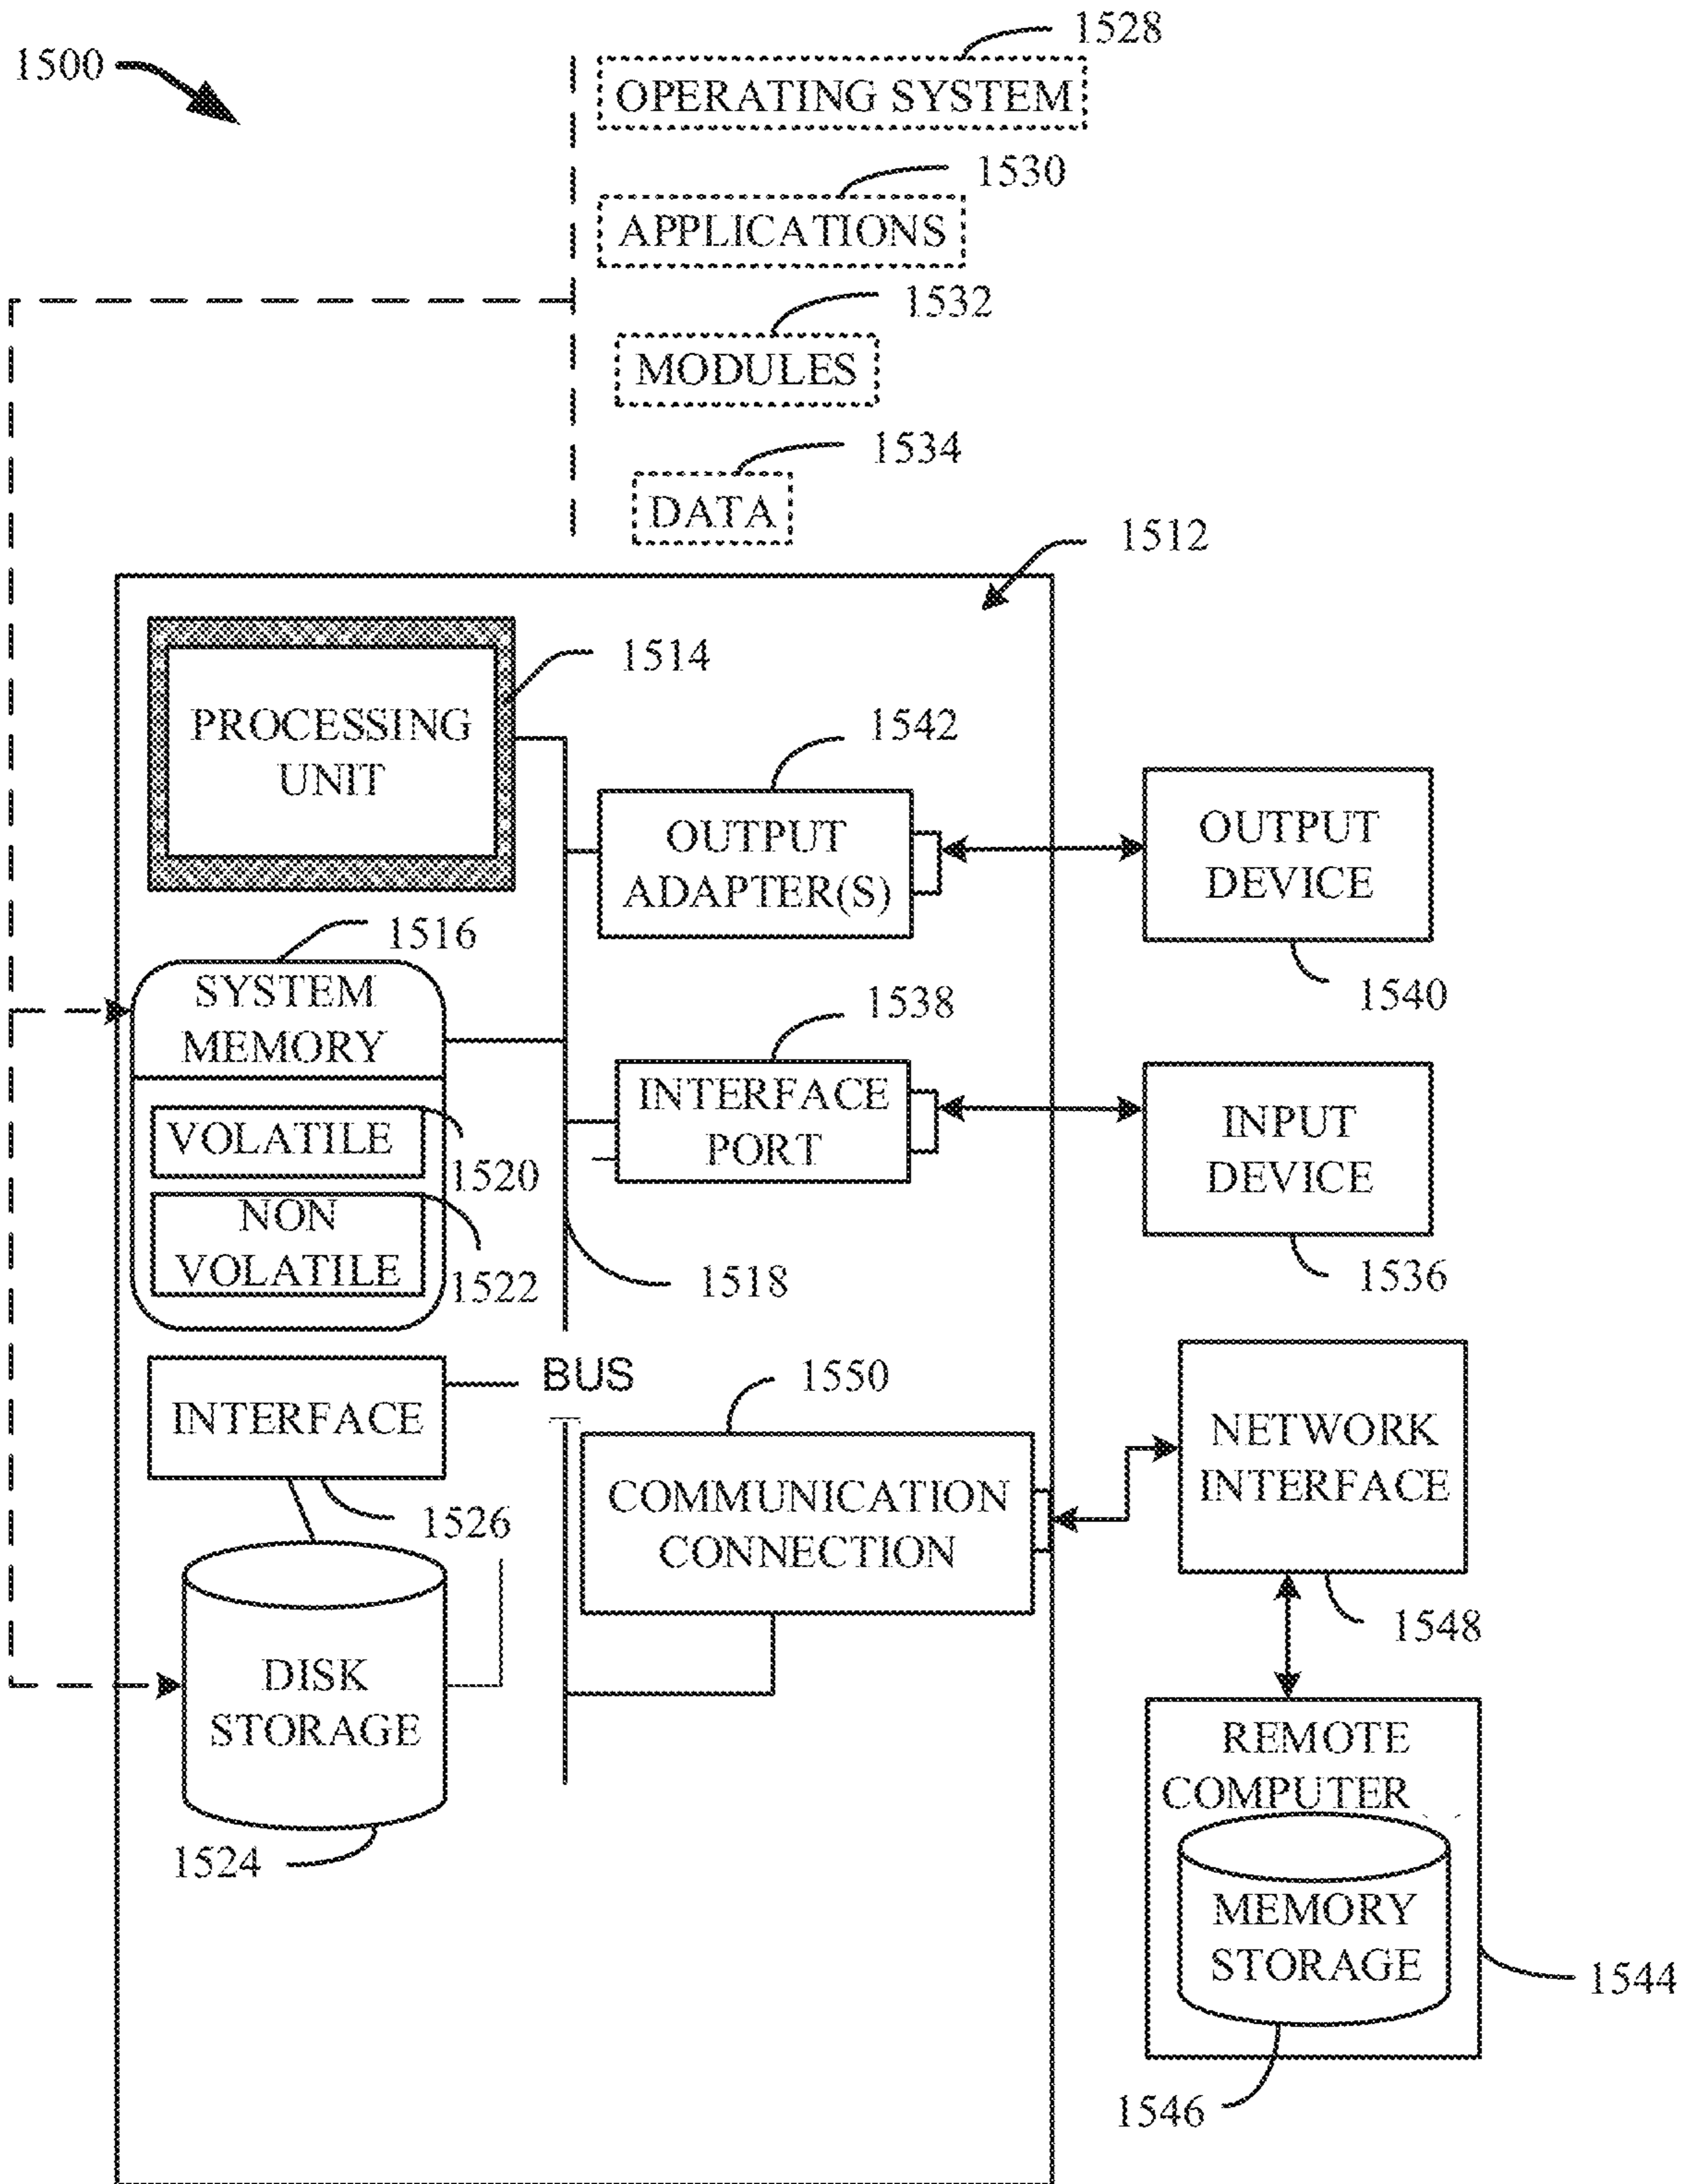 1528
1500
OPERATING SYSTEM
1530
APPLICATIONS
1532
MODULES
1534
DATA
1512
1514
PROCESSING
UNIT
1542
OUTPUT
ADAPTER(S)
OUTPUT
DEVICE
1540
1516
SYSTEM
MEMORY
1538
INTERFACE
PORT
INPUT
DEVICE
1536
VOLATILE
1520
NON
VOLATILE
1522
1518
INTERFACE
BUS
1550
1526
COMMUNICATION
CONNECTION
NETWORK
INTERFACE
1548
DISK
STORAGE
1524
REMOTE
COMPUTER
MEMORY
STORAGE
1544
1546